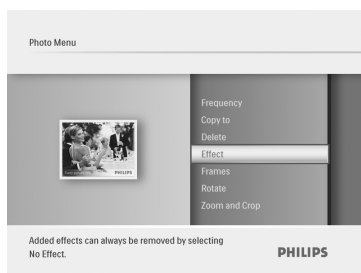 Photo Menu
Frequency
Copy to
Delete
Effect
Frames
Rotate
Zoom and Crop
PHILIPS
Added effects can always be removed by selecting
No Effect.
PHILIPS